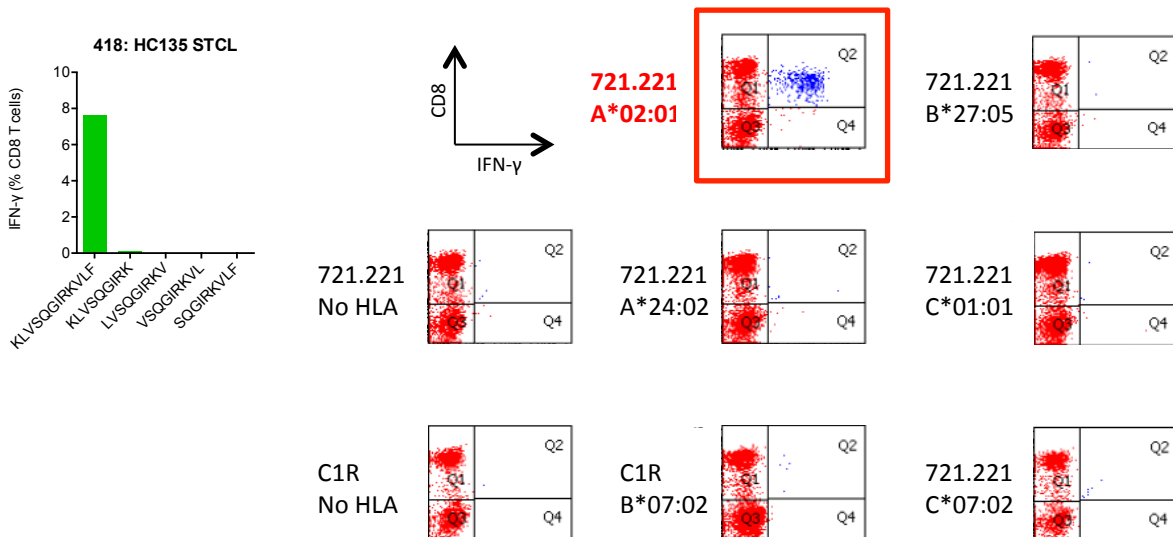 418: HC135 STCL
IFN-γ (% CD8 T cells)
10
8
6
4
2
0
KLVSQGIRKVLF
KLVSQGIRK
LVSQGIRKV
VSQGIRKVL
SQGIRKVLF
CD8
IFN-γ
721.221
A*02:01
Q2
Q1
Q3
Q4
721.221
B*27:05
Q2
Q1
Q3
Q4
721.221
No HLA
Q2
Q1
Q3
Q4
721.221
A*24:02
Q2
Q1
Q3
Q4
721.221
C*01:01
Q2
Q1
Q3
Q4
C1R
No HLA
Q2
Q1
Q3
Q4
C1R
B*07:02
Q2
Q1
Q3
Q4
721.221
C*07:02
Q2
Q1
Q3
Q4